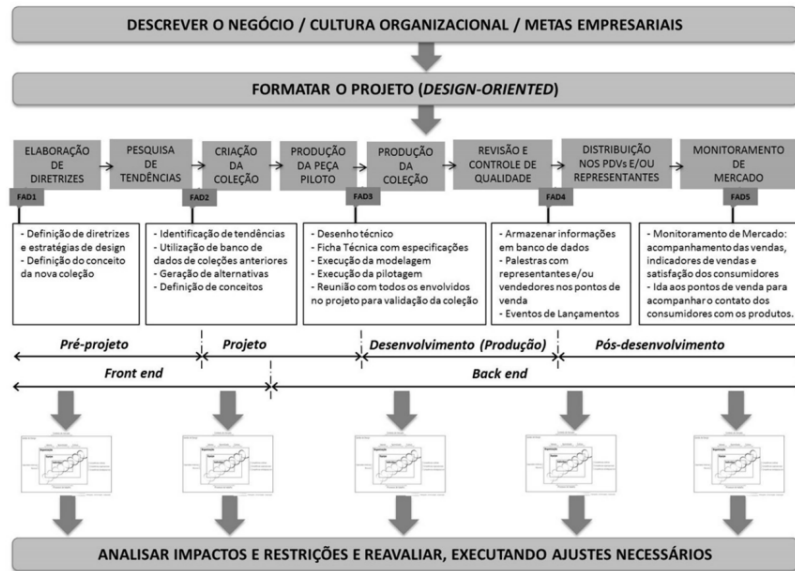 DESCREVER O NEGÓCIO / CULTURA ORGANIZACIONAL / METAS EMPRESARIAIS
FORMATAR O PROJETO (DESIGN-ORIENTED)
ELABORAÇÃO
DE
DIRETRIZES
PESQUISA
DE
TENDÊNCIAS
CRIAÇÃO
DA
COLEÇÃO
PRODUÇÃO
DA PEÇA
PILOTO
PRODUÇÃO
DA
COLEÇÃO
REVISÃO E
CONTROLE DE
QUALIDADE
DISTRIBUIÇÃO
NOS PDVs E/OU
REPRESENTANTES
MONITORAMENTO
DE
MERCADO
FAD1
FAD2
FAD3
FAD4
FAD5
- Definição de diretrizes
e estratégias de design
- Definição do conceito
da nova coleção
- Identificação de tendências
- Utilização de banco de
dados de coleções anteriores
- Geração de alternativas
- Definição de conceitos
- Desenho técnico
- Ficha Técnica com especificações
- Execução da modelagem
- Execução da pilotagem
- Reunião com todos os envolvidos
no projeto para validação da coleção
- Armazenar informações
em banco de dados
- Palestras com
representantes e/ou
vendedores nos pontos de
venda
- Eventos de Lançamentos
- Monitoramento de Mercado:
acompanhamento das vendas,
indicadores de vendas e
satisfação dos consumidores
- Ida aos pontos de venda para
acompanhar o contato dos
consumidores com os produtos.
Pré-projeto
Projeto
Desenvolvimento (Produção)
Pós-desenvolvimento
Front end
Back end
ANALISAR IMPACTOS E RESTRIÇÕES E REAVALIAR, EXECUTANDO AJUSTES NECESSÁRIOS